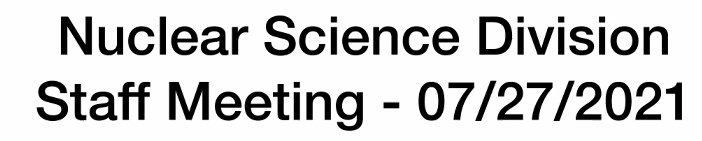 Nuclear Science Division
Staff Meeting - 07/27/2021